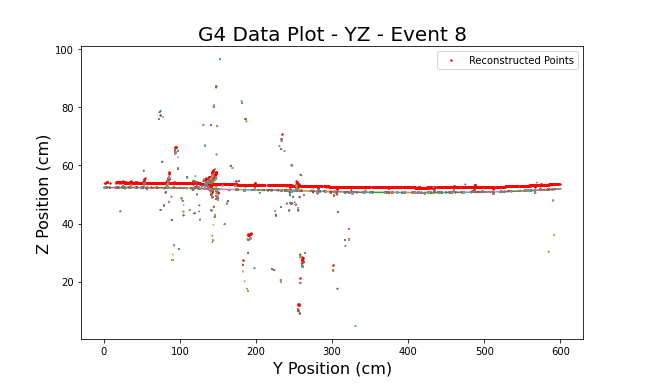 G4 Data Plot - YZ - Event 8
Reconstructed Points
100
80
60
40
20
Z Position (cm)
0 100 200 300 400 500 600
Y Position (cm)